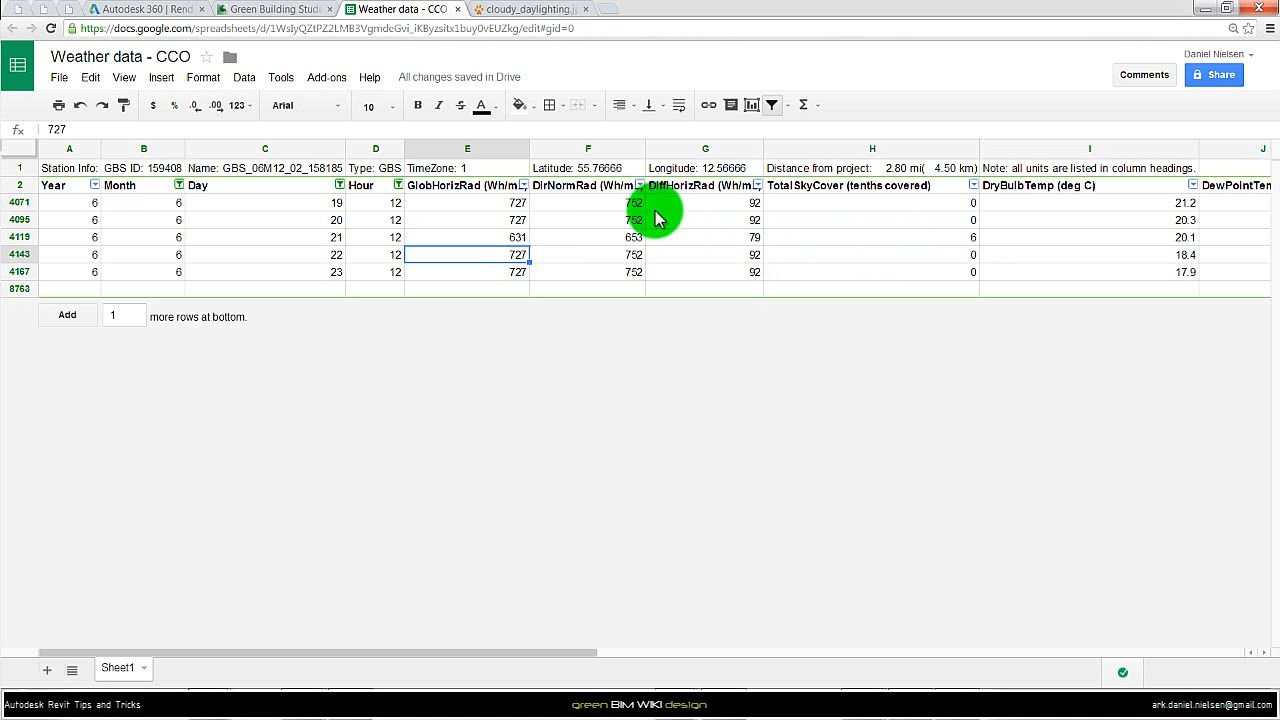 Autodesk 360 | Rend
Green Building Studi
Weather data - CCO
cloudy_daylighting.jp
https://docs.google.com/spreadsheets/d/1WslyQZtPZ2LMB3VgmdeGvi_iKByzsitx1buy0vEUZkg/edit#gid=0
Weather data - CCO
Daniel Nielsen
File Edit View Insert Format Data Tools Add-ons Help All changes saved in Drive
Comments
Share
$ % .0 .00 123 Arial 10 B I S A Σ
fx 727
A B C D E F G H I J
1 Station Info: GBS ID: 159408 Name: GBS_06M12_02_158185 Type: GBS TimeZone: 1 Latitude: 55.76666 Longitude: 12.56666 Distance from project: 2.80 mi( 4.50 km) Note: all units are listed in column headings.
2 Year Month Day Hour GlobHorizRad (Wh/m. DirNormRad (Wh/m. DiffHorizRad (Wh/m. TotalSkyCover (tenths covered) DryBulbTemp (deg C) DewPointTen
4071 6 6 19 12 727 752 92 0 21.2
4095 6 6 20 12 727 752 92 0 20.3
4119 6 6 21 12 631 653 79 6 20.1
4143 6 6 22 12 727 752 92 0 18.4
4167 6 6 23 12 727 752 92 0 17.9
8763
Add 1 more rows at bottom.
Sheet1
Autodesk Revit Tips and Tricks
green BIM WIKI design
ark.daniel.nielsen@gmail.com